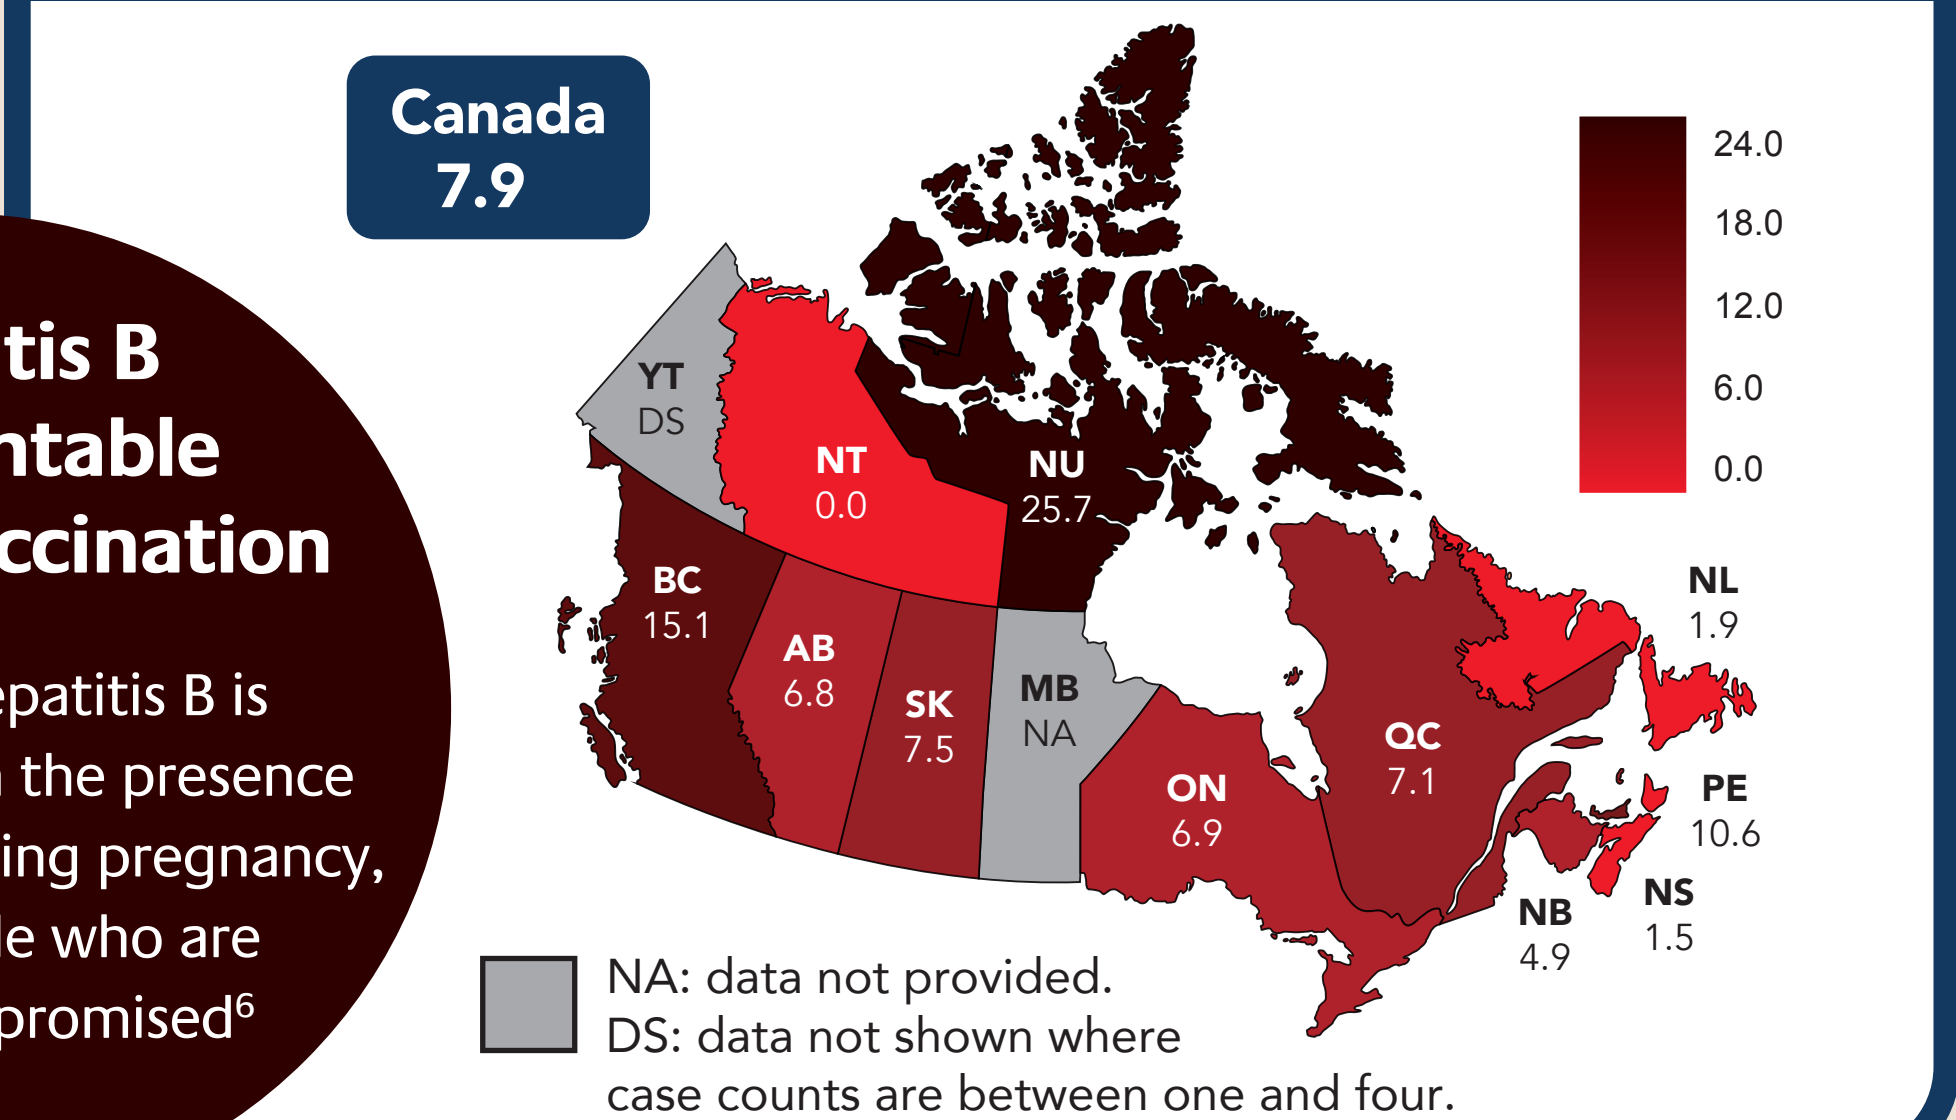 Canada
7.9
tis B
ntable
ccination
epatitis B is
the presence
ing pregnancy,
le who are
promised6
24.0
18.0
12.0
6.0
0.0
YT
DS
NT
0.0
NU
25.7
BC
15.1
AB
6.8
SK
7.5
MB
NA
ON
6.9
QC
7.1
NL
1.9
PE
10.6
NS
1.5
NB
4.9
NA: data not provided.
DS: data not shown where
case counts are between one and four.